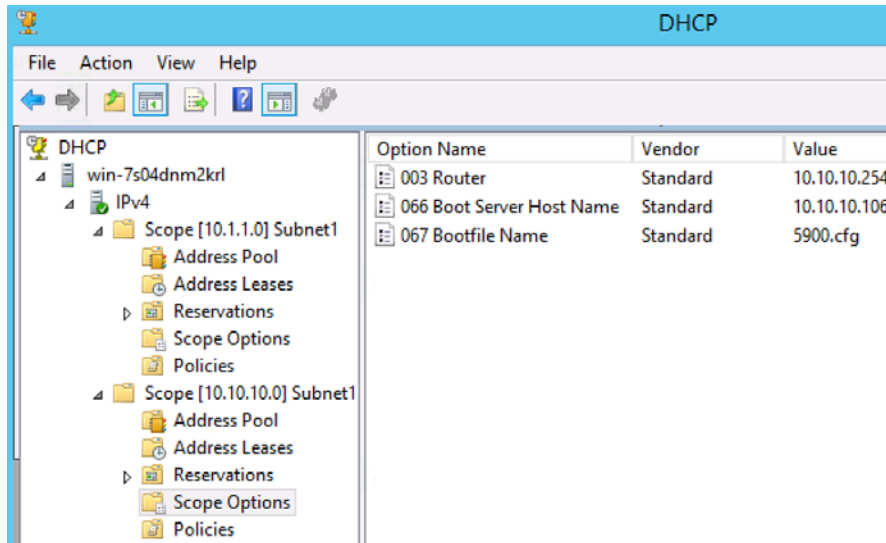 DHCP
File Action View Help
DHCP
win-7s04dnm2krl
IPv4
Scope [10.1.1.0] Subnet1
Address Pool
Address Leases
Reservations
Scope Options
Policies
Scope [10.10.10.0] Subnet1
Address Pool
Address Leases
Reservations
Scope Options
Policies
Option Name Vendor Value
003 Router Standard 10.10.10.254
066 Boot Server Host Name Standard 10.10.10.106
067 Bootfile Name Standard 5900.cfg